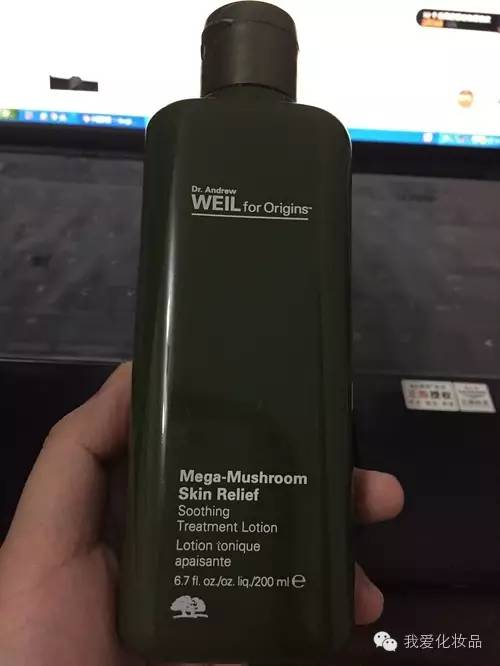 Dr. Andrew
WEIL for Origins™
Mega-Mushroom
Skin Relief
Soothing
Treatment Lotion
Lotion tonique
apaisante
6.7 fl. oz./oz. liq./200 ml ℮
我爱化妆品